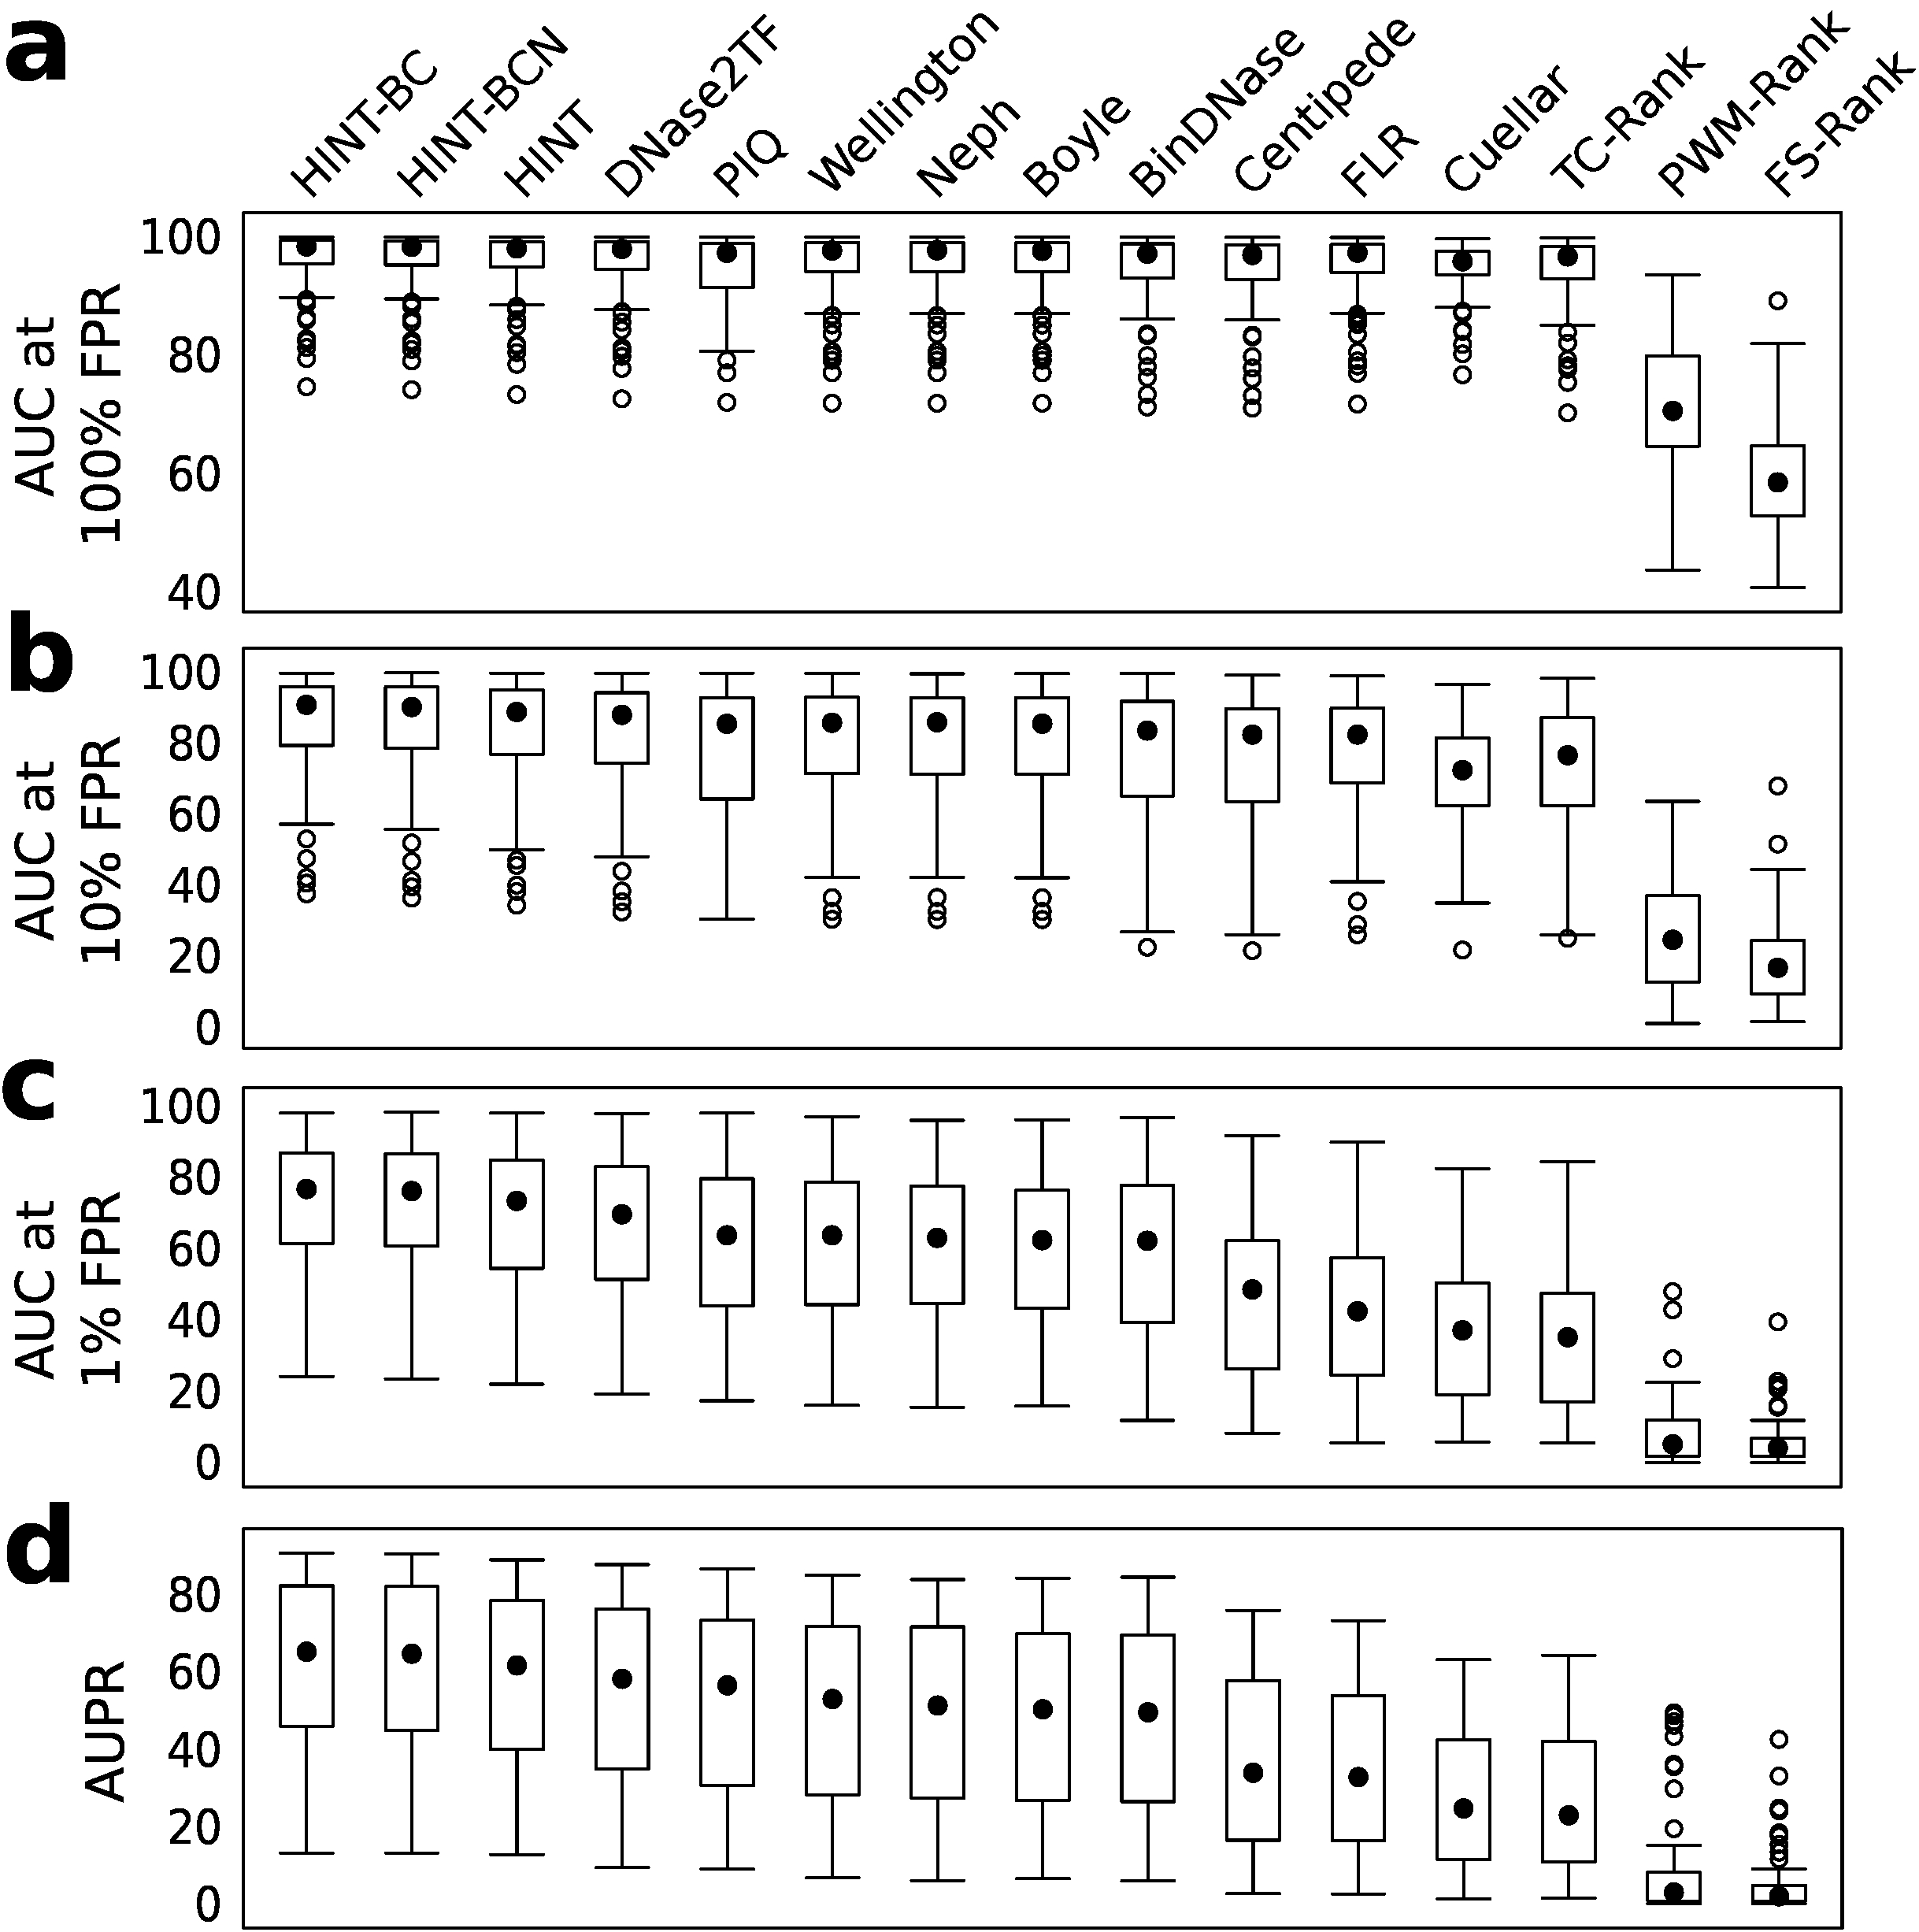 a
HINT-BC
HINT-BCN
HINT
DNase2TF
PIQ
Wellington
Neph
Boyle
BinDNase
Centipede
FLR
Cuellar
TC-Rank
PWM-Rank
FS-Rank
AUC at
100% FPR
100
80
60
40
b
AUC at
10% FPR
100
80
60
40
20
0
c
AUC at
1% FPR
100
80
60
40
20
0
d
AUPR
80
60
40
20
0